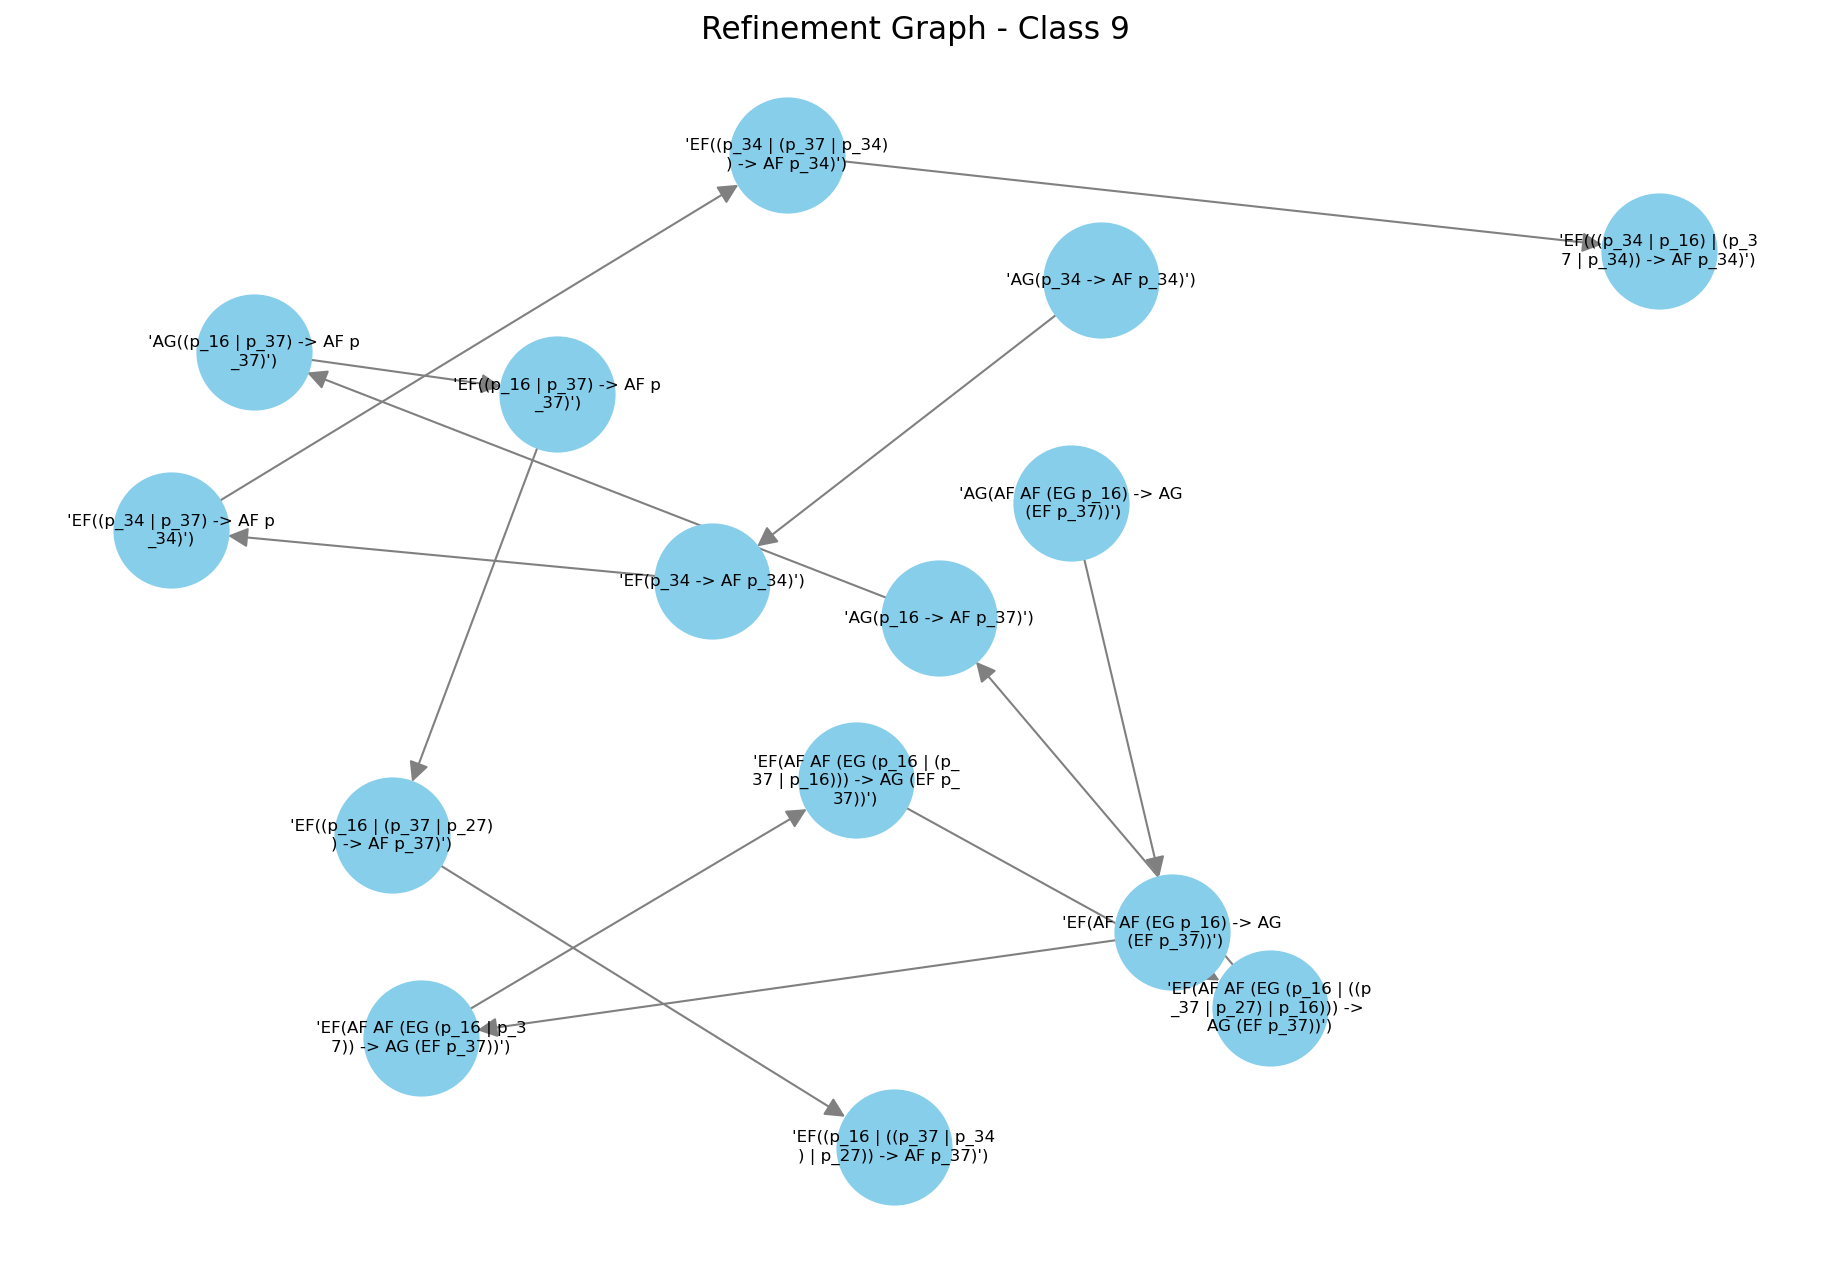 Refinement Graph - Class 9
'EF((p_34 | (p_37 | p_34)
) -> AF p_34)')
'EF(((p_34 | p_16) | (p_3
7 | p_34)) -> AF p_34)')
'AG(p_34 -> AF p_34)')
'AG((p_16 | p_37) -> AF p
_37)')
'EF((p_16 | p_37) -> AF p
_37)')
'AG(AF AF (EG p_16) -> AG
(EF p_37))')
'EF((p_34 | p_37) -> AF p
_34)')
'EF(p_34 -> AF p_34)')
'AG(p_16 -> AF p_37)')
'EF(AF AF (EG (p_16 | (p_
37 | p_16))) -> AG (EF p_
37))')
'EF((p_16 | (p_37 | p_27)
) -> AF p_37)')
'EF(AF AF (EG p_16) -> AG
(EF p_37))')
'EF(AF AF (EG (p_16 | ((p
_37 | p_27) | p_16))) ->
AG (EF p_37))')
'EF(AF AF (EG (p_16 | p_3
7)) -> AG (EF p_37))')
'EF((p_16 | ((p_37 | p_34
) | p_27)) -> AF p_37)')